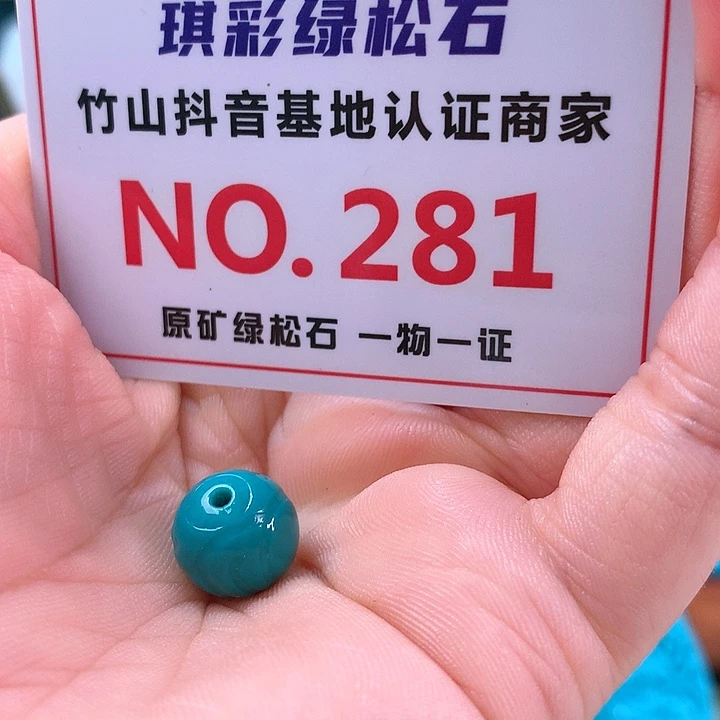 琪彩绿松石
竹山抖音基地认证商家
NO.281
原矿绿松石 一物一证